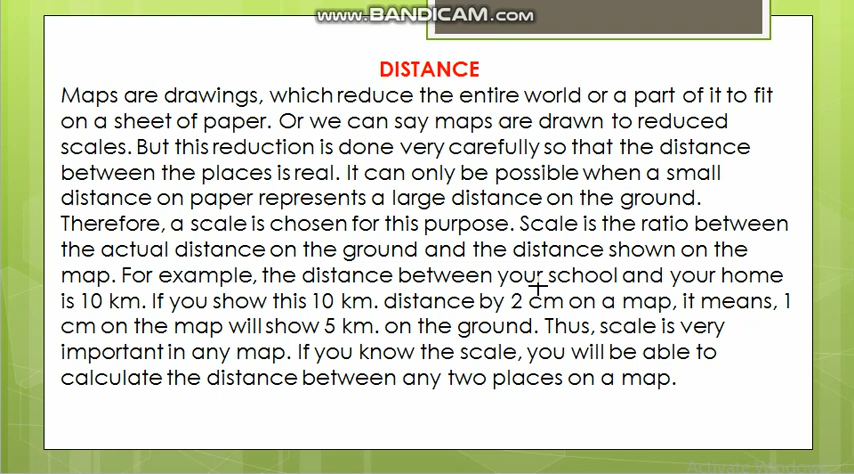 www.BANDICAM.com
DISTANCE
Maps are drawings, which reduce the entire world or a part of it to fit
on a sheet of paper. Or we can say maps are drawn to reduced
scales. But this reduction is done very carefully so that the distance
between the places is real. It can only be possible when a small
distance on paper represents a large distance on the ground.
Therefore, a scale is chosen for this purpose. Scale is the ratio between
the actual distance on the ground and the distance shown on the
map. For example, the distance between your school and your home
is 10 km. If you show this 10 km. distance by 2 cm on a map, it means, 1
cm on the map will show 5 km. on the ground. Thus, scale is very
important in any map. If you know the scale, you will be able to
calculate the distance between any two places on a map.
Activate Windows